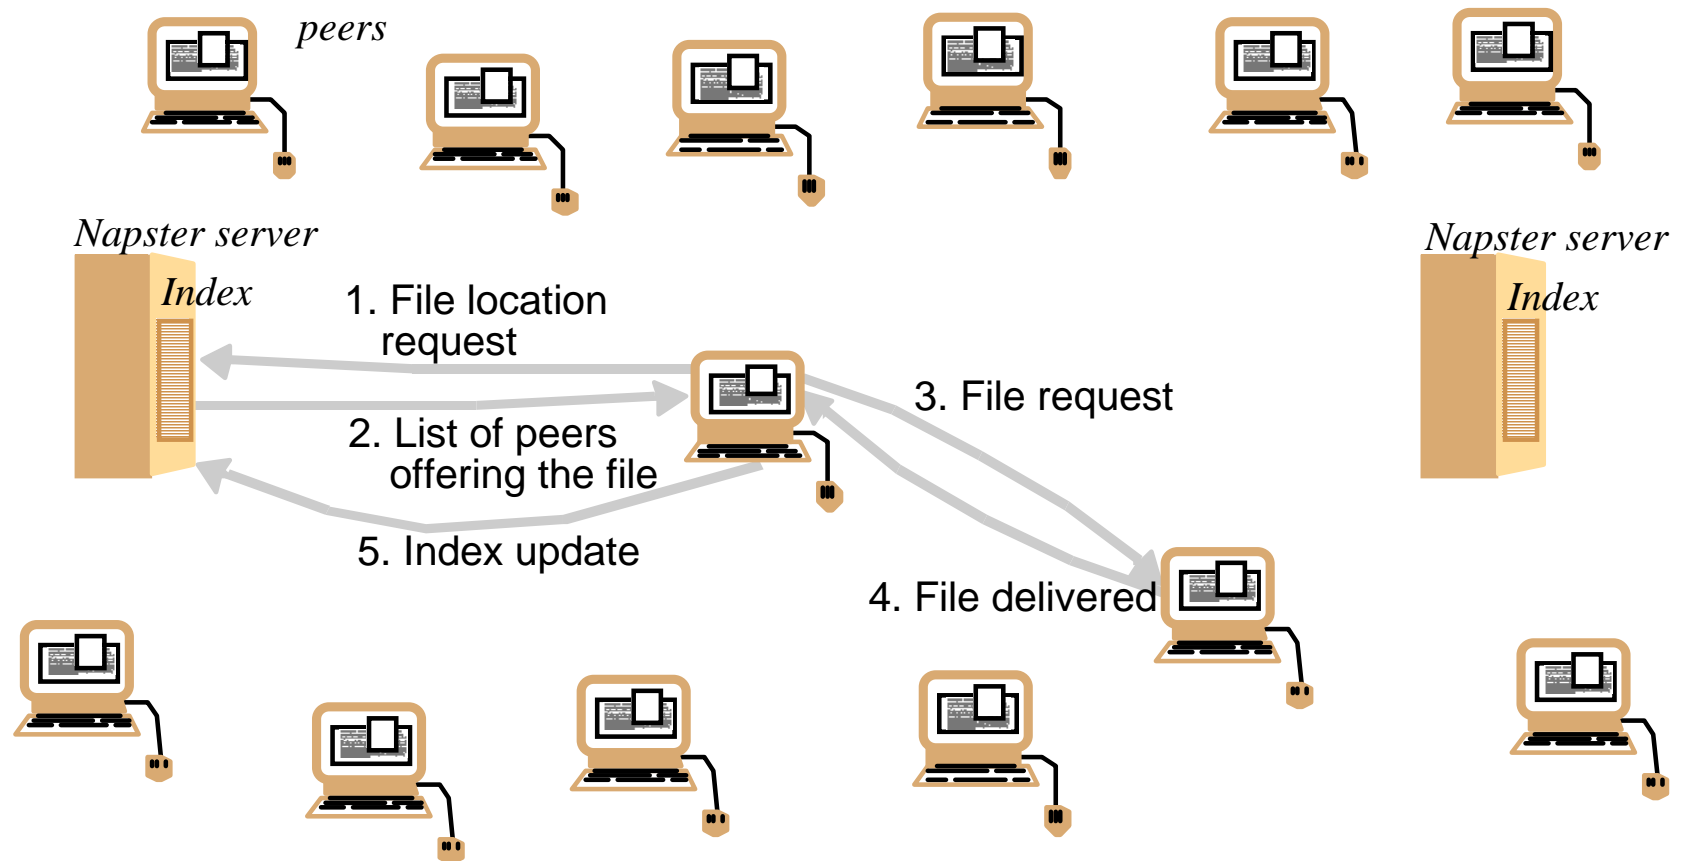 peers
Napster server
Napster server
Index
Index
1. File location
request
3. File request
2. List of peers
offering the file
5. Index update
4. File delivered